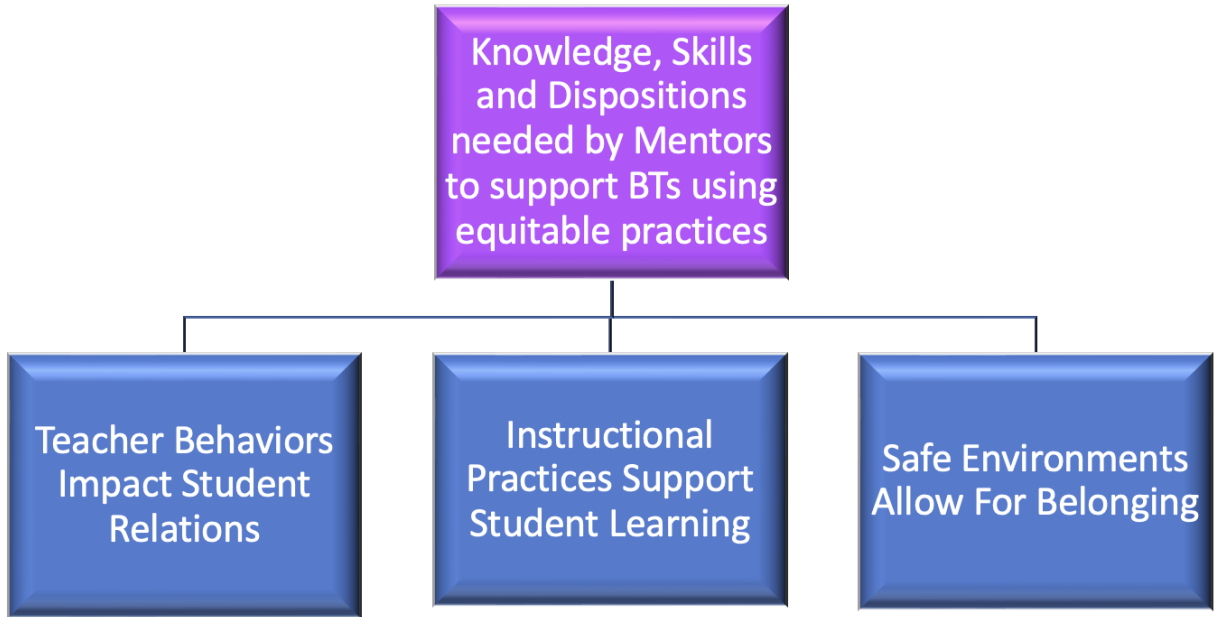 Knowledge, Skills
and Dispositions
needed by Mentors
to support BTs using
equitable practices
Teacher Behaviors
Impact Student
Relations
Instructional
Practices Support
Student Learning
Safe Environments
Allow For Belonging